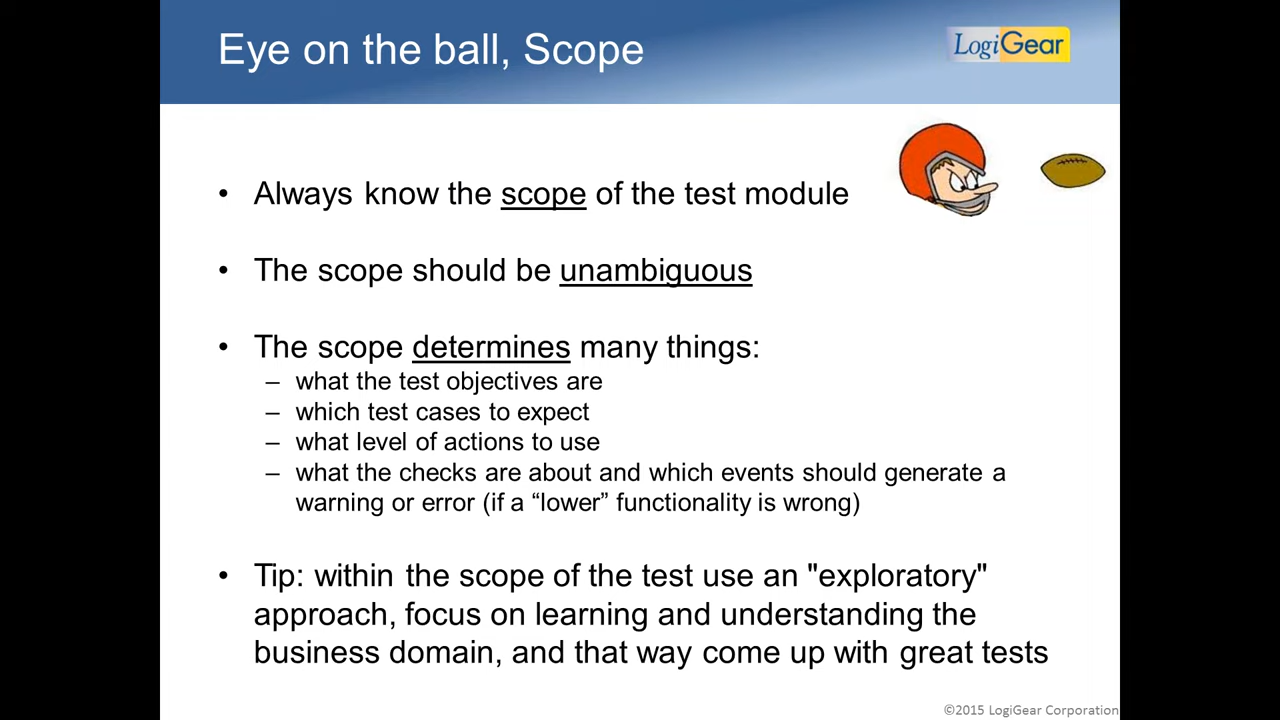 Eye on the ball, Scope
LogiGear
• Always know the scope of the test module
• The scope should be unambiguous
• The scope determines many things:
– what the test objectives are
– which test cases to expect
– what level of actions to use
– what the checks are about and which events should generate a
warning or error (if a “lower” functionality is wrong)
• Tip: within the scope of the test use an "exploratory"
approach, focus on learning and understanding the
business domain, and that way come up with great tests
©2015 LogiGear Corporation